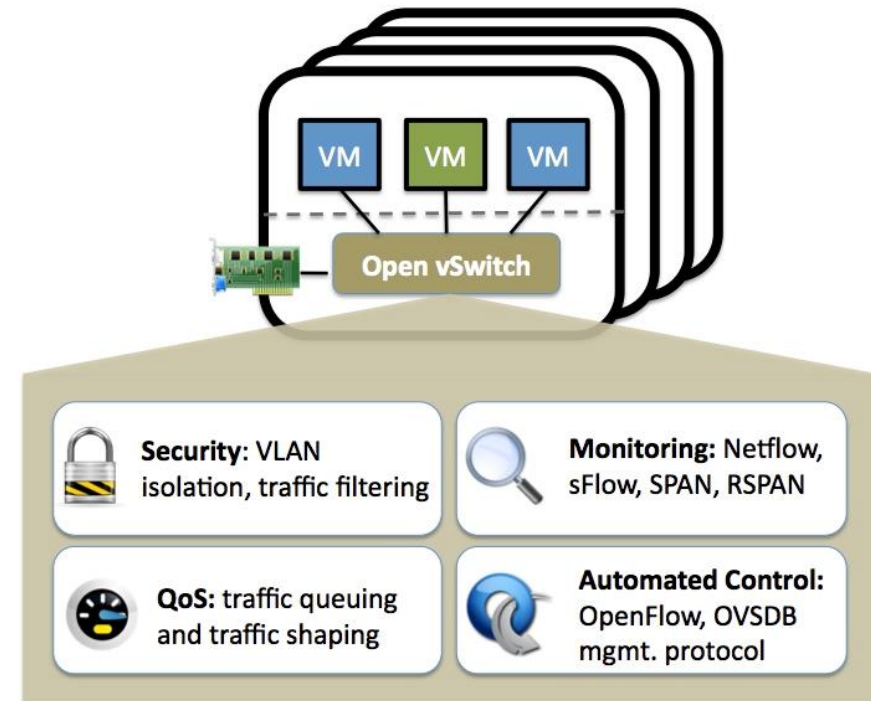 VM
VM
VM
Open vSwitch
Security: VLAN
isolation, traffic filtering
Monitoring: Netflow,
sFlow, SPAN, RSPAN
QoS: traffic queuing
and traffic shaping
Automated Control:
OpenFlow, OVSDB
mgmt. protocol